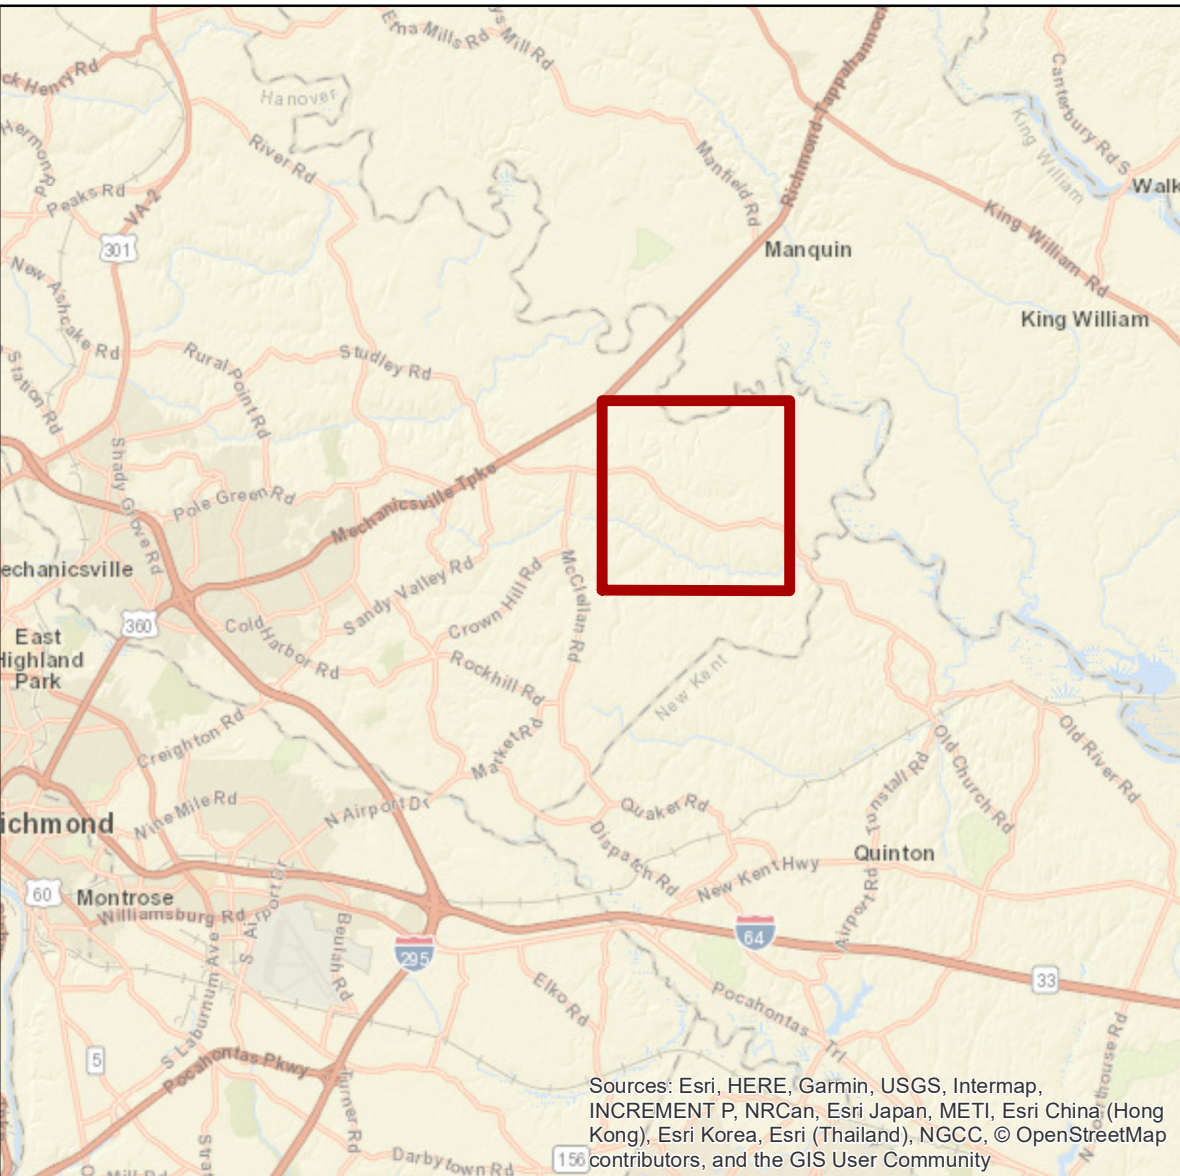 Etna Mills Rd
Mill Rd
ck Henry Rd
Hanover
Richmond-Tappahannock
Canterbury Rd S
King William
Hermon Rd
River Rd
Manfield Rd
Peaks Rd
VA-2
Walk
301
King William Rd
Manquin
New Ashcake Rd
King William
Station Rd
Rural Point Rd
Studley Rd
Shady Grove Rd
Pole Green Rd
Mechanicsville Tpke
echanicsville
Sandy Valley Rd
Crown Hill Rd
McClellan Rd
360
East
Highland
Park
Cold Harbor Rd
Rockhill Rd
New Kent
Creighton Rd
Market Rd
Old Church Rd
Old River Rd
ichmond
Nine Mile Rd
N Airport Dr
Quaker Rd
Tunstall Rd
Dispatch Rd
Quinton
60
Montrose
New Kent Hwy
Williamsburg Rd
S Airport Dr
Beulah Rd
Airport Rd
64
295
33
S Laburnum Ave
Elko Rd
Pocahontas Trl
5
Pocahontas Pkwy
Turner Rd
Darbytown Rd
156
Sources: Esri, HERE, Garmin, USGS, Intermap,
INCREMENT P, NRCan, Esri Japan, METI, Esri China (Hong
Kong), Esri Korea, Esri (Thailand), NGCC, © OpenStreetMap
contributors, and the GIS User Community